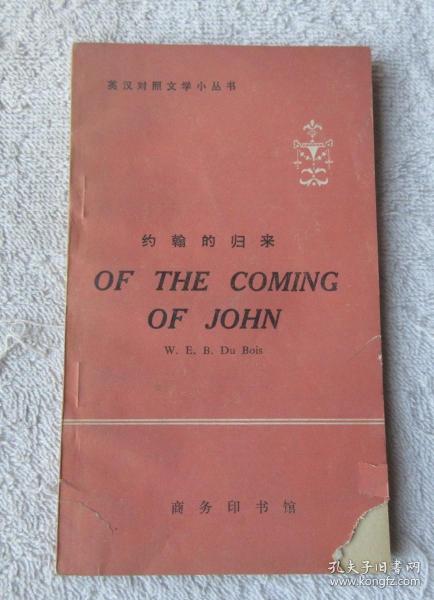 英汉对照文学小丛书
约翰的归来
OF THE COMING
OF JOHN
W. E. B. Du Bois
商务印书馆
孔夫子旧书网
www.kongfz.com